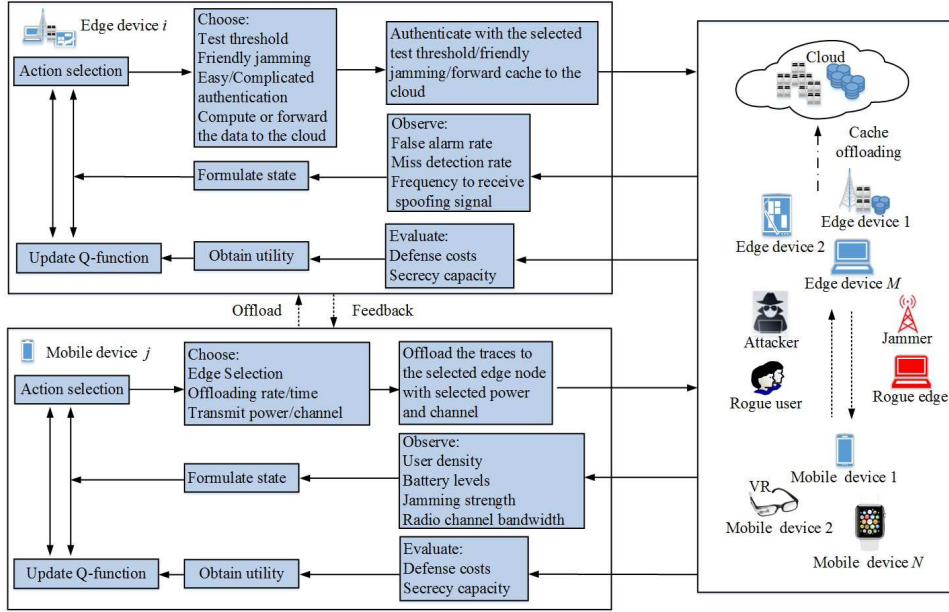 Edge device i
Action selection
Choose:
Test threshold
Friendly jamming
Easy/Complicated
authentication
Compute or forward
the data to the cloud
Authenticate with the selected
test threshold/friendly
jamming/forward cache to the
cloud
Observe:
False alarm rate
Miss detection rate
Frequency to receive
spoofing signal
Formulate state
Evaluate:
Defense costs
Secrecy capacity
Obtain utility
Update Q-function
Offload
Feedback
Mobile device j
Action selection
Choose:
Edge Selection
Offloading rate/time
Transmit power/channel
Offload the traces to
the selected edge node
with selected power
and channel
Observe:
User density
Battery levels
Jamming strength
Radio channel bandwidth
Formulate state
Evaluate:
Defense costs
Secrecy capacity
Obtain utility
Update Q-function
Cloud
Cache
offloading
Edge device 1
Edge device 2
Edge device M
Attacker
Jammer
Rogue user
Rogue edge
Mobile device 1
VR
Mobile device 2
Mobile device N